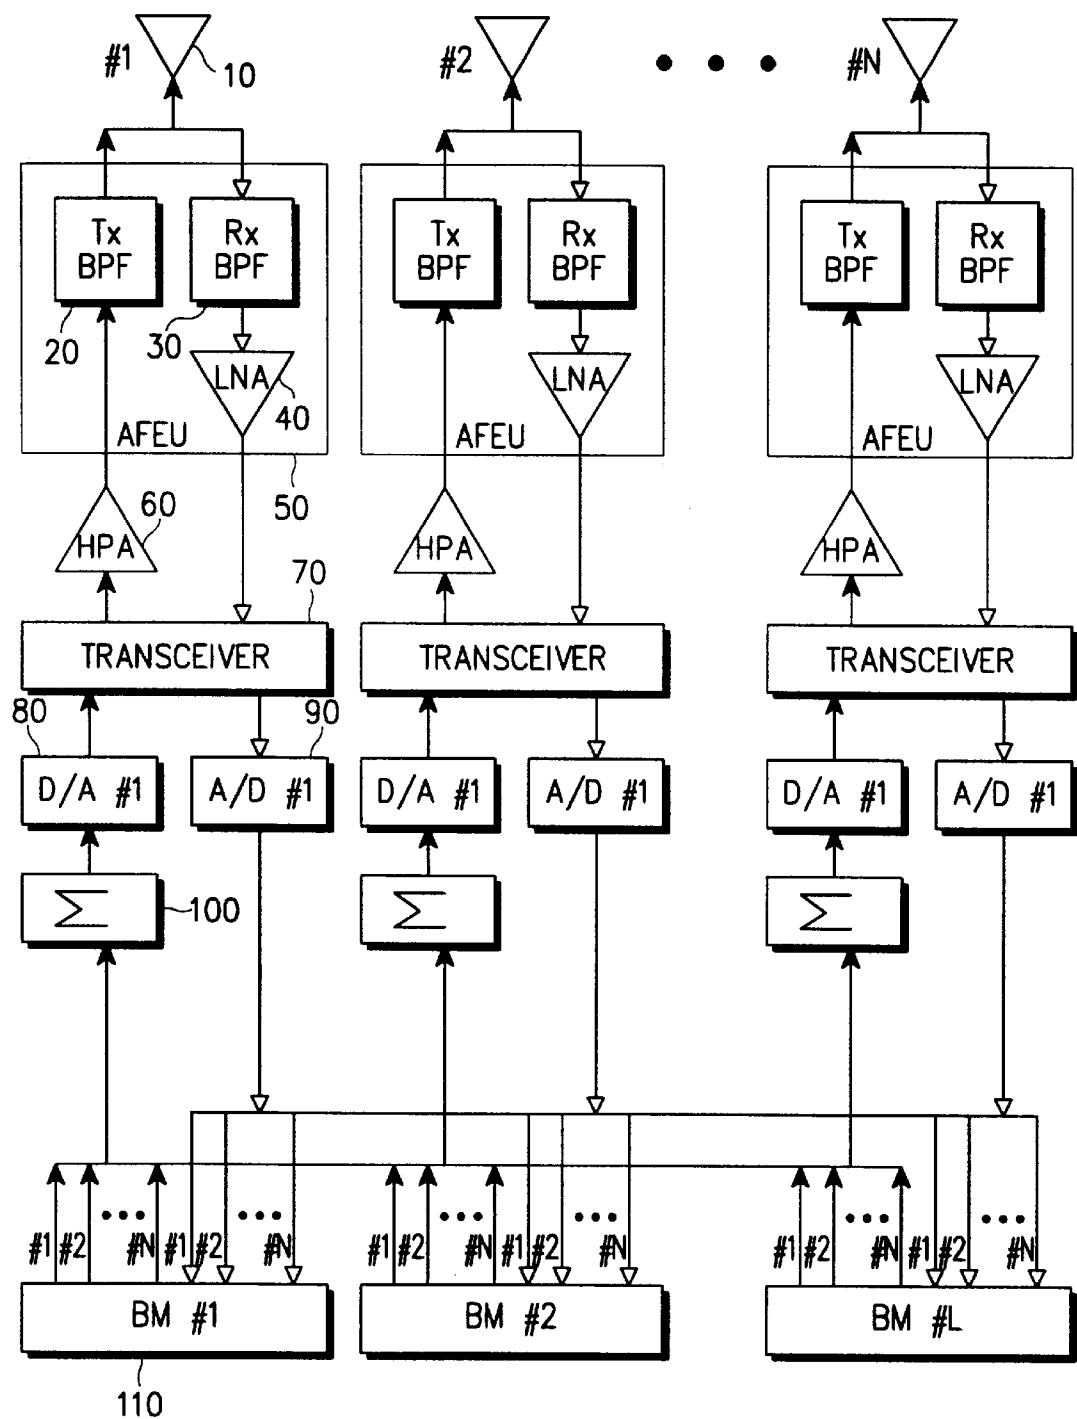 #1 10 #2 #N
Tx BPF Rx BPF Tx BPF Rx BPF Tx BPF Rx BPF
20 30
LNA 40 LNA LNA
AFEU AFEU AFEU
50
60
HPA HPA HPA
70
TRANSCEIVER TRANSCEIVER TRANSCEIVER
80 90
D/A #1 A/D #1 D/A #1 A/D #1 D/A #1 A/D #1
Σ 100 Σ Σ
#1 #2 #N #1 #2 #N #1 #2 #N #1 #2 #N #1 #2 #N #1 #2 #N
BM #1 BM #2 BM #L
110